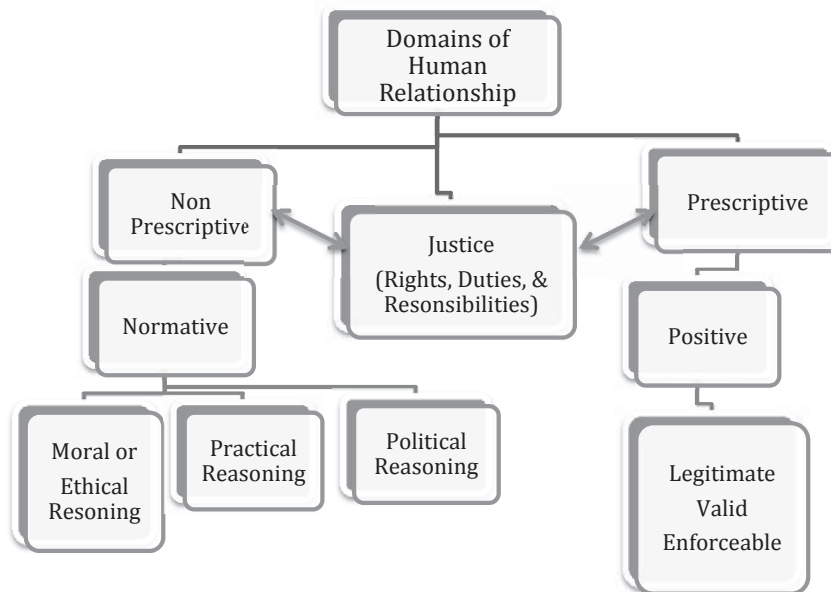 Domains of
Human
Relationship
Non
Prescriptive
Justice
(Rights, Duties, &
Resonsibilities)
Prescriptive
Normative
Positive
Moral or
Ethical
Resoning
Practical
Reasoning
Political
Reasoning
Legitimate
Valid
Enforceable